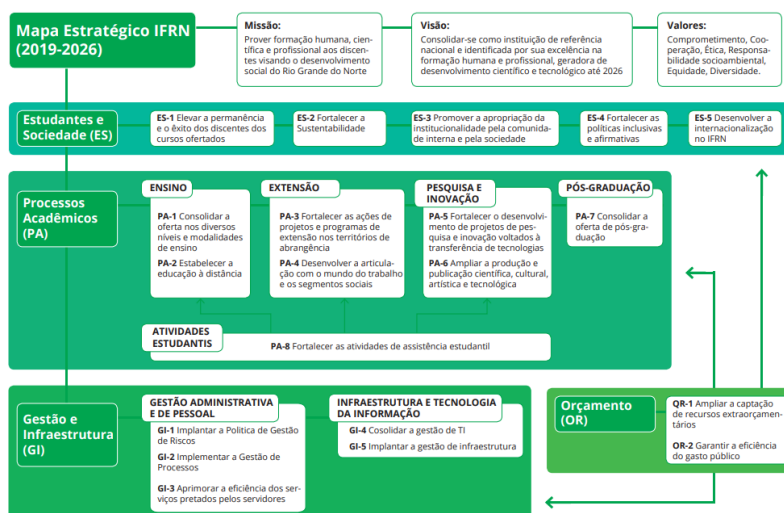 Mapa Estratégico IFRN
(2019-2026)
Missão:
Prover formação humana, cien-
tífica e profissional aos discen-
tes visando o desenvolvimento
social do Rio Grande do Norte
Visão:
Consolidar-se como instituição de referência
nacional e identificada por sua excelência na
formação humana e profissional, geradora de
desenvolvimento científico e tecnológico até 2026
Valores:
Comprometimento, Coo-
peração, Ética, Responsa-
bilidade socioambiental,
Equidade, Diversidade.
Estudantes e
Sociedade (ES)
ES-1 Elevar a permanência
e o êxito dos discentes dos
cursos ofertados
ES-2 Fortalecer a
Sustentabilidade
ES-3 Promover a apropriação da
institucionalidade pela comunida-
de interna e pela sociedade
ES-4 Fortalecer as
políticas inclusivas
e afirmativas
ES-5 Desenvolver a
internacionalização
no IFRN
Processos
Acadêmicos
(PA)
ENSINO
PA-1 Consolidar a
oferta nos diversos
níveis e modalidades
de ensino
PA-2 Estabelecer a
educação à distância
EXTENSÃO
PA-3 Fortalecer as ações de
projetos e programas de
extensão nos territórios de
abrangência
PA-4 Desenvolver a articula-
ção com o mundo do trabalho
e os segmentos sociais
PESQUISA E
INOVAÇÃO
PA-5 Fortelecer o desenvolvi-
mento de projetos de pes-
quisa e inovação voltados à
transferência de tecnologias
PA-6 Ampliar a produção e
publicação científica, cultural,
artística e tecnológica
PÓS-GRADUAÇÃO
PA-7 Consolidar a
oferta de pós-gra-
duação
ATIVIDADES
ESTUDANTIS
PA-8 Fortalecer as atividades de assistência estudantil
Gestão e
Infraestrutura
(GI)
GESTÃO ADMINISTRATIVA
E DE PESSOAL
GI-1 Implantar a Politica de Gestão
de Riscos
GI-2 Implementar a Gestão de
Processos
GI-3 Aprimorar a eficiência dos ser-
viços pretados pelos servidores
INFRAESTRUTURA E TECNOLOGIA
DA INFORMAÇÃO
GI-4 Cosolidar a gestão de TI
GI-5 Implantar a gestão de infraestrutura
Orçamento
(OR)
QR-1 Ampliar a captação
de recursos extraorçamen-
tários
OR-2 Garantir a eficiência
do gasto público